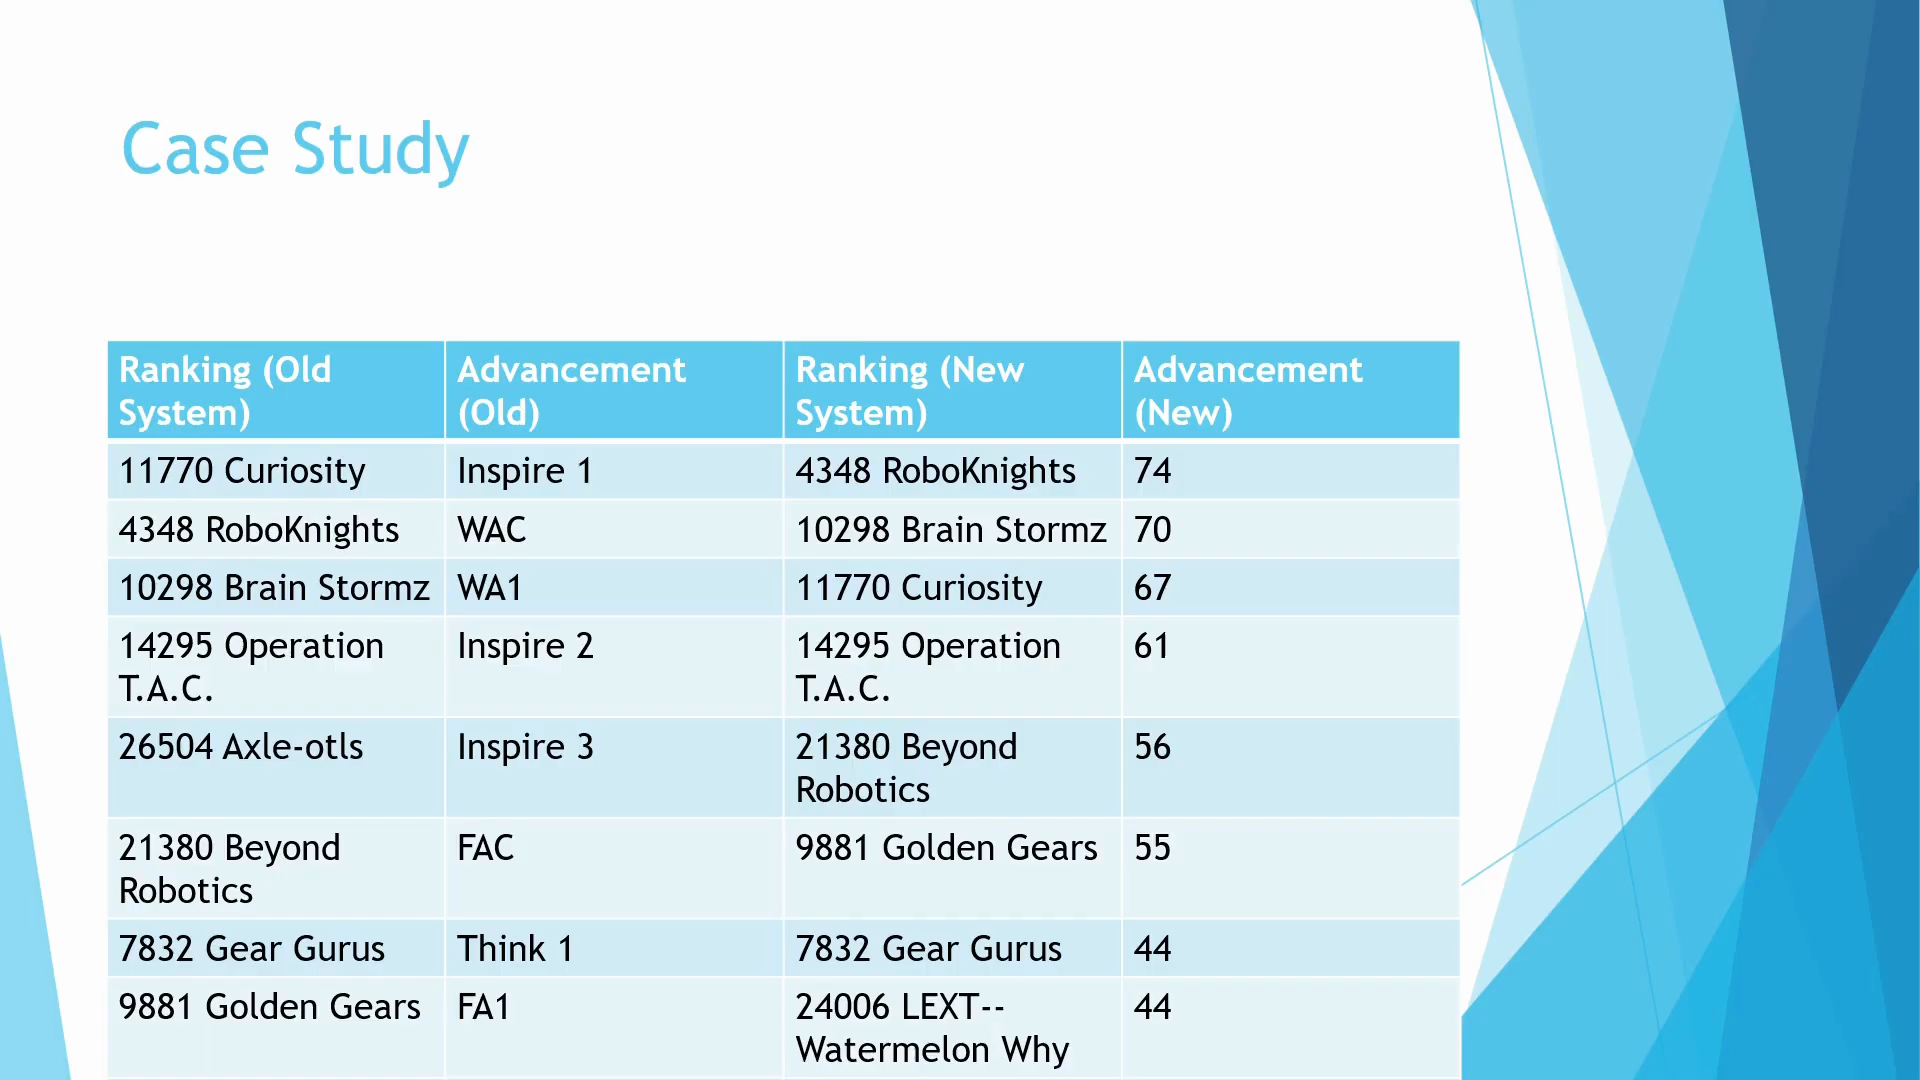 Case Study
Ranking (Old
System)
Advancement
(Old)
Ranking (New
System)
Advancement
(New)
11770 Curiosity
Inspire 1
4348 RoboKnights
74
4348 RoboKnights
WAC
10298 Brain Stormz
70
10298 Brain Stormz
WA1
11770 Curiosity
67
14295 Operation
T.A.C.
Inspire 2
14295 Operation
T.A.C.
61
26504 Axle-otls
Inspire 3
21380 Beyond
Robotics
56
21380 Beyond
Robotics
FAC
9881 Golden Gears
55
7832 Gear Gurus
Think 1
7832 Gear Gurus
44
9881 Golden Gears
FA1
24006 LEXT--
Watermelon Why
44